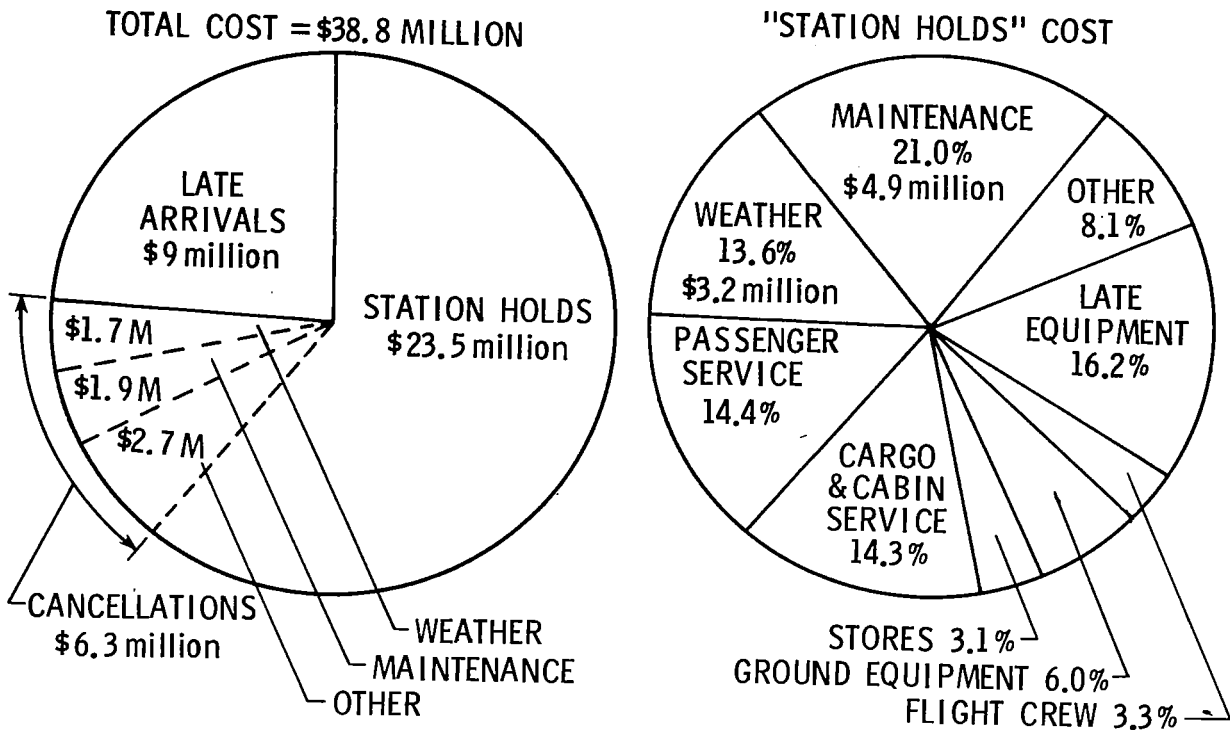 TOTAL COST = $38.8 MILLION
LATE
ARRIVALS
$9 million
STATION HOLDS
$23.5 million
$1.7 M
$1.9 M
$2.7 M
CANCELLATIONS
$6.3 million
WEATHER
MAINTENANCE
OTHER
"STATION HOLDS" COST
MAINTENANCE
21.0%
$4.9 million
OTHER
8.1%
WEATHER
13.6%
$3.2 million
LATE
EQUIPMENT
16.2%
PASSENGER
SERVICE
14.4%
CARGO
& CABIN
SERVICE
14.3%
STORES 3.1%
GROUND EQUIPMENT 6.0%
FLIGHT CREW 3.3%